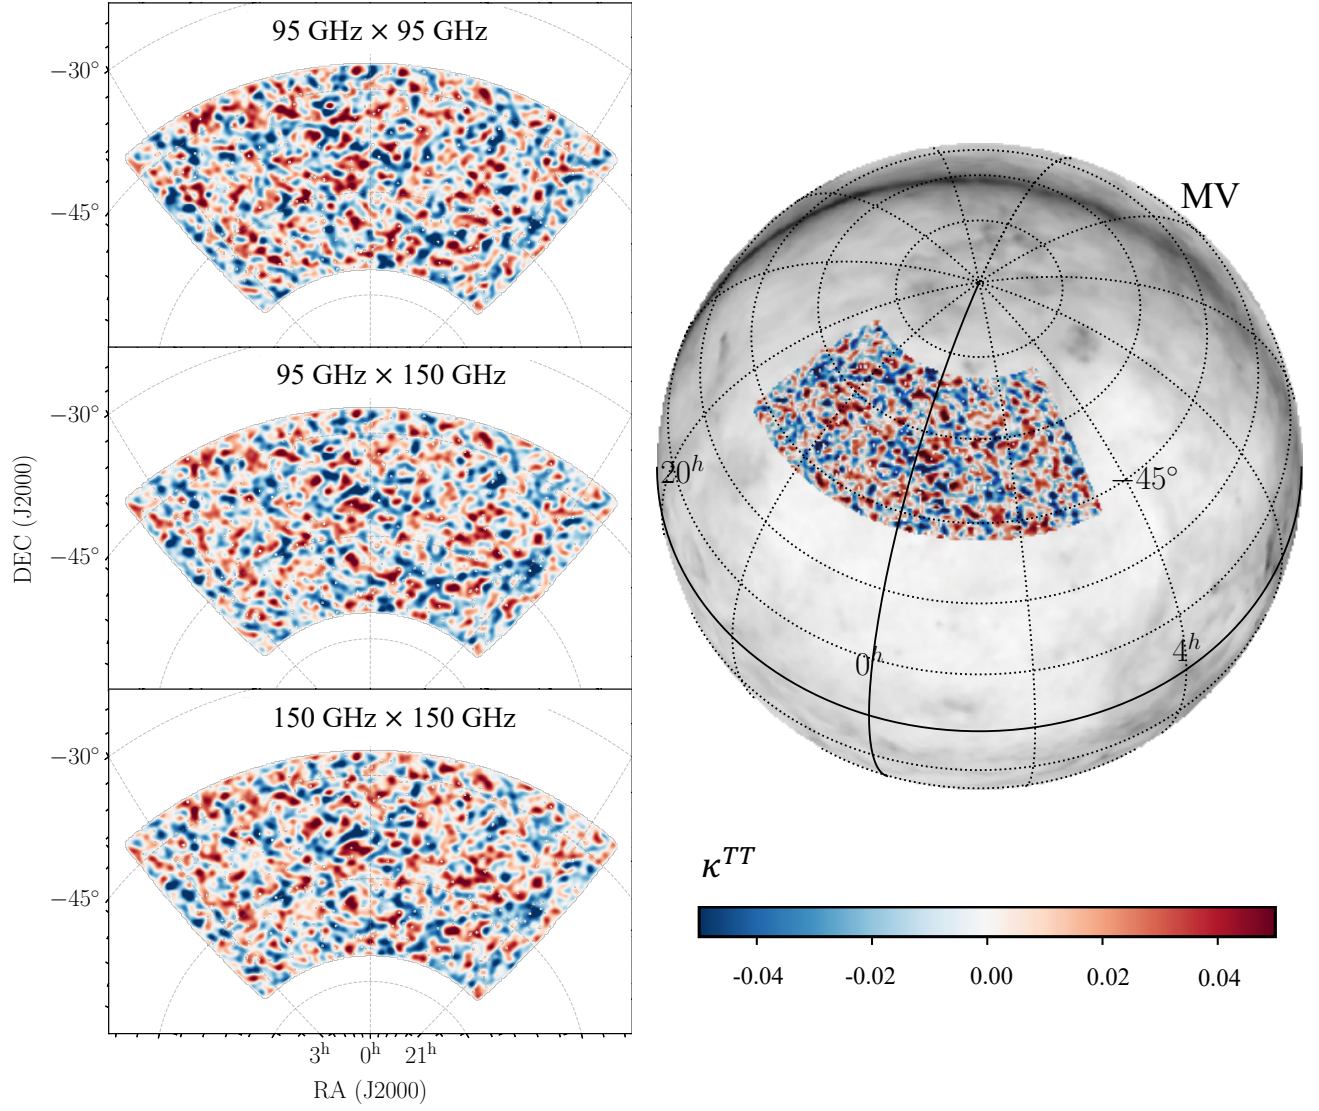 95 GHz × 95 GHz
−30°
−45°
95 GHz × 150 GHz
−30°
−45°
DEC (J2000)
150 GHz × 150 GHz
−30°
−45°
3ʰ 0ʰ 21ʰ
RA (J2000)
MV
20ʰ
−45°
0ʰ
4ʰ
κᵀᵀ
-0.04 -0.02 0.00 0.02 0.04